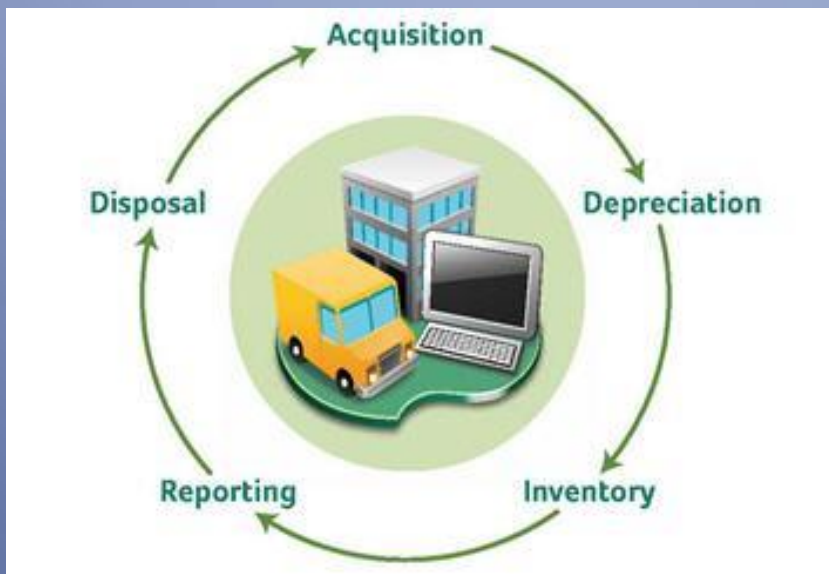 Acquisition
Depreciation
Inventory
Reporting
Disposal